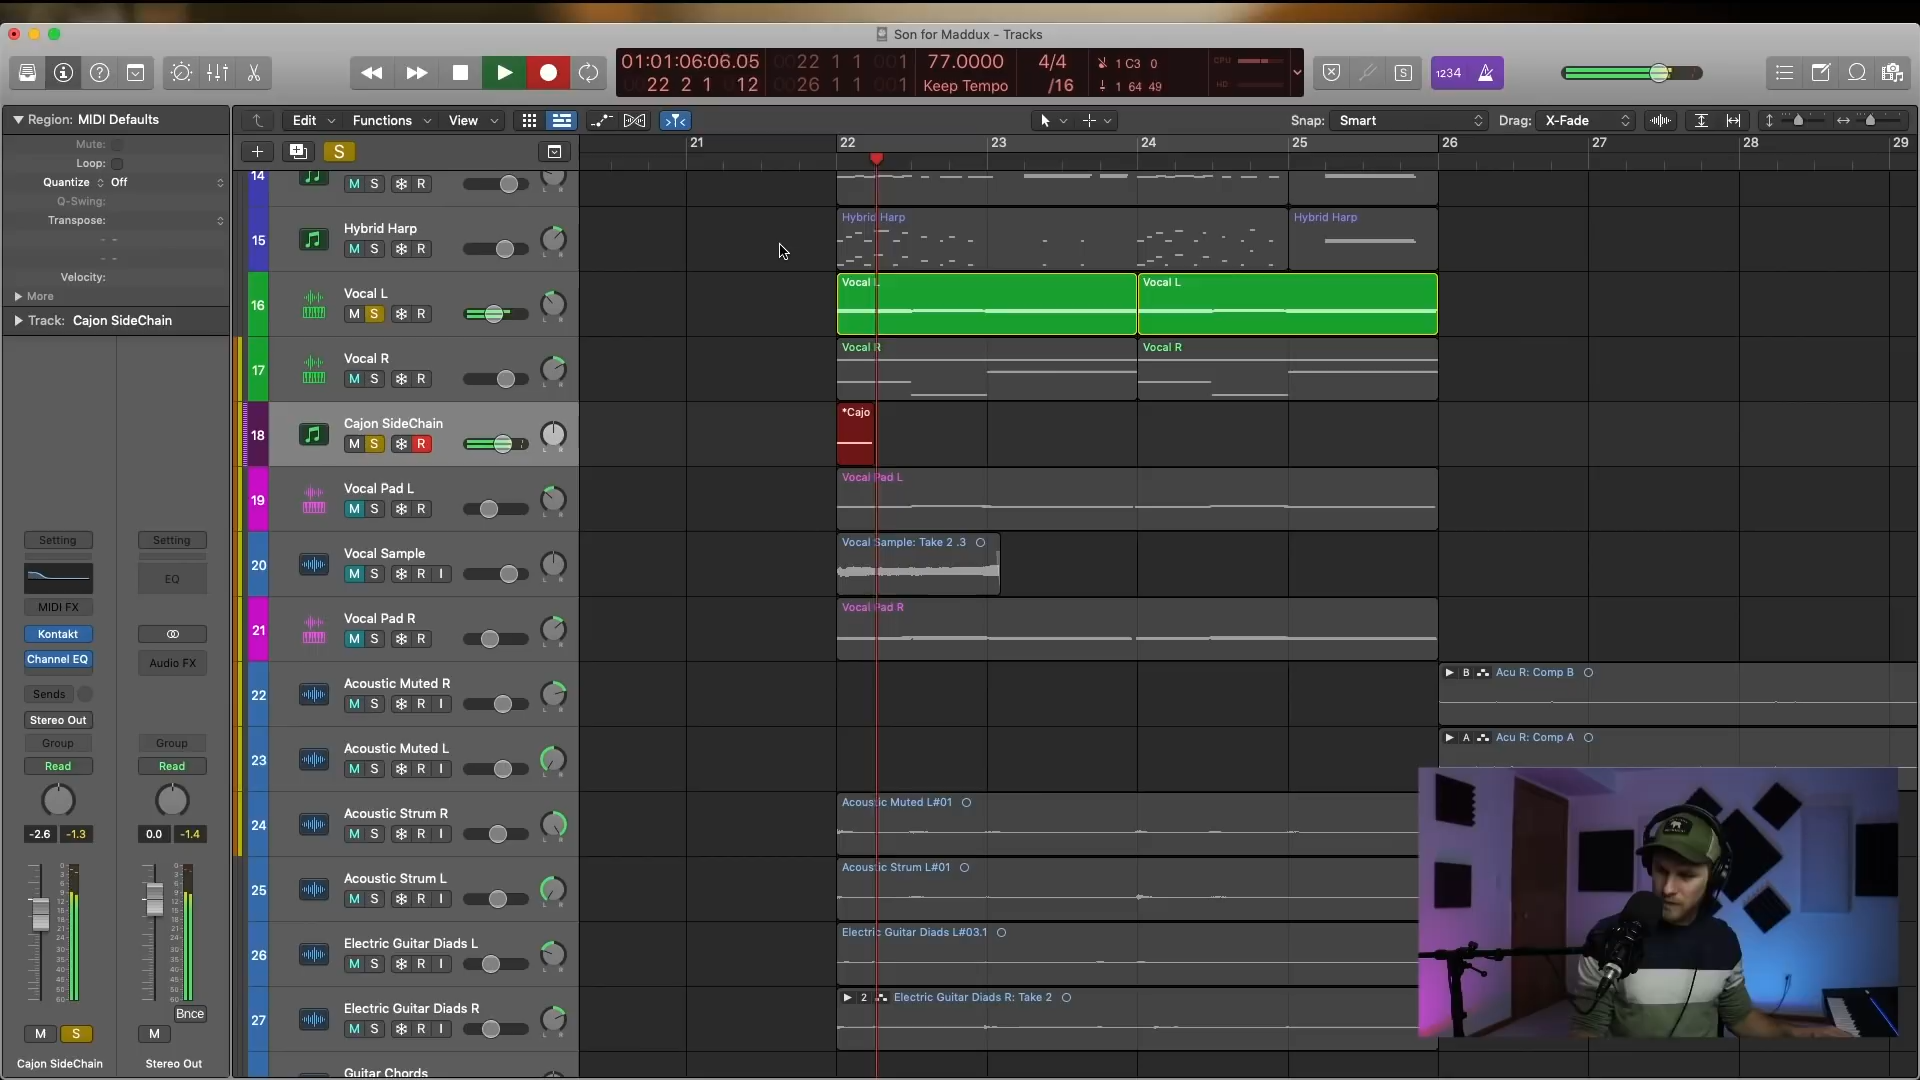 Son for Maddux - Tracks
01:01:06:06.05
22 2 1 12
0022 1 1 001
0026 1 1 001
77.0000
Keep Tempo
4/4
/16
1 C3 0
1 64 49
CPU
HD
S
1234
Region: MIDI Defaults
Mute:
Loop:
Quantize Off
Q-Swing:
Transpose:
Velocity:
More
Track: Cajon SideChain
Edit
Functions
View
Snap: Smart
Drag: X-Fade
S
21 22 23 24 25 26 27 28 29
14
M S R
15
Hybrid Harp
M S R
Hybrid Harp
Hybrid Harp
16
Vocal L
M S R
Vocal L
Vocal L
17
Vocal R
M S R
Vocal R
Vocal R
18
Cajon SideChain
M S R
*Cajo
19
Vocal Pad L
M S R
Vocal Pad L
20
Vocal Sample
M S R I
Vocal Sample: Take 2 .3
21
Vocal Pad R
M S R
Vocal Pad R
22
Acoustic Muted R
M S R I
B Acu R: Comp B
23
Acoustic Muted L
M S R I
A Acu R: Comp A
24
Acoustic Strum R
M S R I
Acoustic Muted L#01
25
Acoustic Strum L
M S R I
Acoustic Strum L#01
26
Electric Guitar Diads L
M S R I
Electric Guitar Diads L#03.1
27
Electric Guitar Diads R
M S R I
2 Electric Guitar Diads R: Take 2
Guitar Chords
Setting Setting
EQ
MIDI FX
Kontakt
Channel EQ
Audio FX
Sends
Stereo Out
Group Group
Read Read
-2.6 -1.3 0.0 -1.4
Bnce
M S M
Cajon SideChain Stereo Out